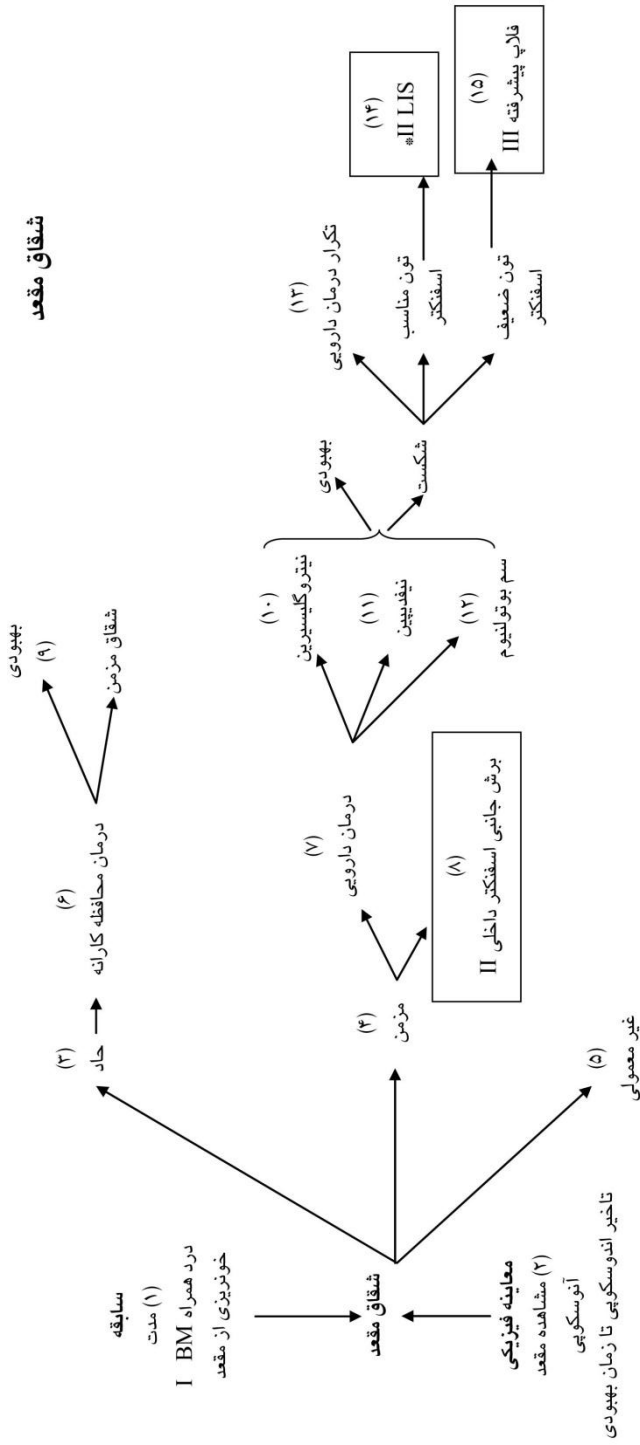 شقاق مقعد
سابقه
(۱) مدت
درد همراه I BM
خونریزی از مقعد
شقاق مقعد
معاینه فیزیکی
(۲) مشاهده مقعد
آنوسکوپی
تاخیر اندوسکوپی تا زمان بهبودی
(۳)
حاد
(۴)
مزمن
(۵)
غیر معمولی
(۶)
درمان محافظه کارانه
بهبودی
(۹)
شقاق مزمن
(۷)
درمان دارویی
(۸)
برش جانبی اسفنکتر داخلی II
(۱۰)
نیتروگلیسیرین
(۱۱)
نیفدیپین
(۱۲)
سم بوتولنیوم
بهبودی
شکست
(۱۳)
تکرار درمان دارویی
تون مناسب
اسفنکتر
تون ضعیف
اسفنکتر
(۱۴)
*II LIS
(۱۵)
فلاپ پیشرفته III